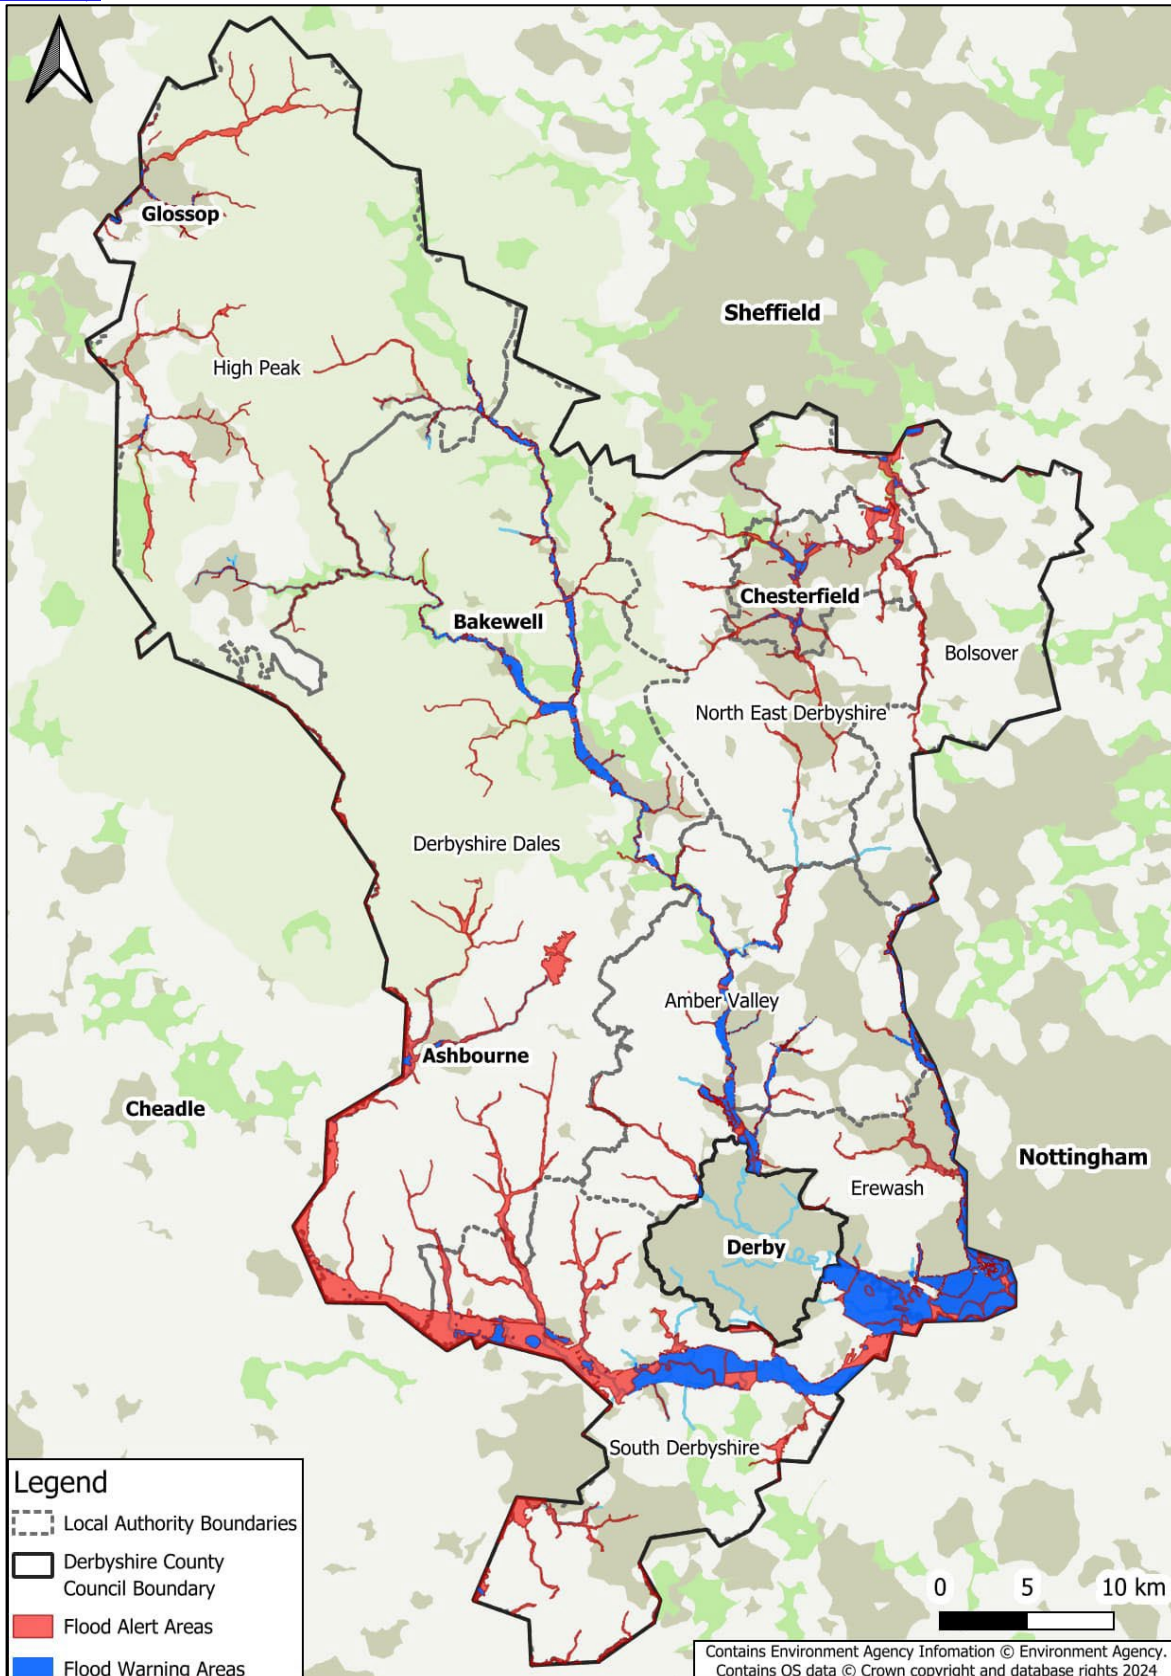 Glossop
Sheffield
High Peak
Chesterfield
Bakewell
Bolsover
North East Derbyshire
Derbyshire Dales
Amber Valley
Ashbourne
Cheadle
Nottingham
Erewash
Derby
South Derbyshire
Legend
Local Authority Boundaries
Derbyshire County
Council Boundary
Flood Alert Areas
Flood Warning Areas
0 5 10 km
Contains Environment Agency Infomation © Environment Agency.
Contains OS data © Crown copyright and database rights 2024